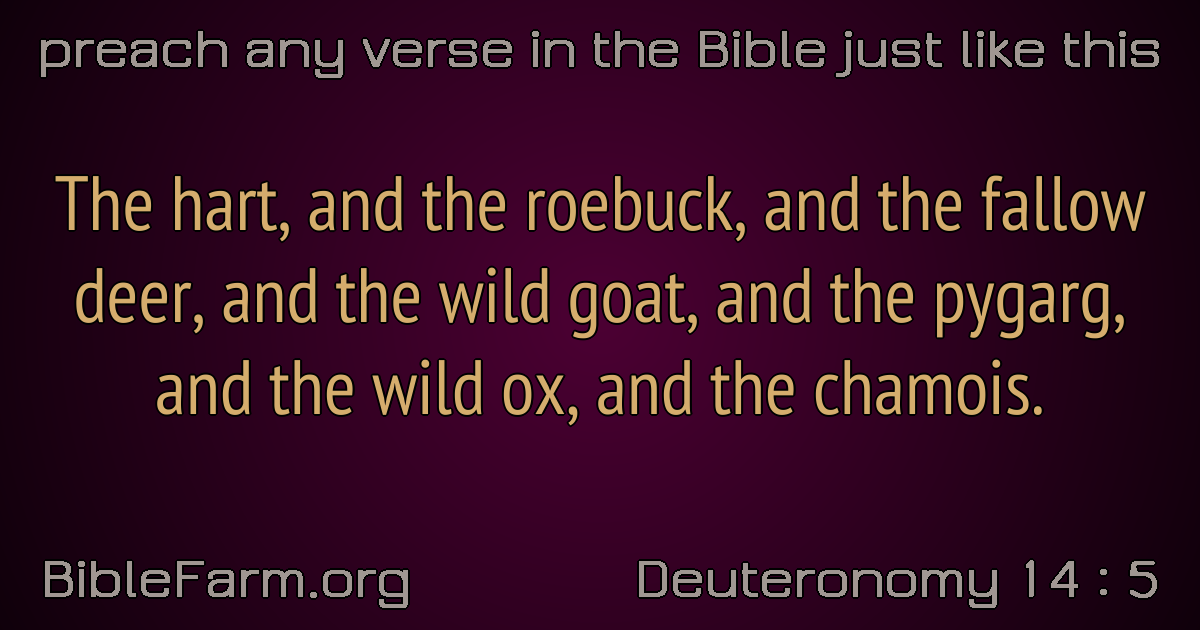 preach any verse in the Bible just like this
The hart, and the roebuck, and the fallow
deer, and the wild goat, and the pygarg,
and the wild ox, and the chamois.
BibleFarm.org
Deuteronomy 14 : 5